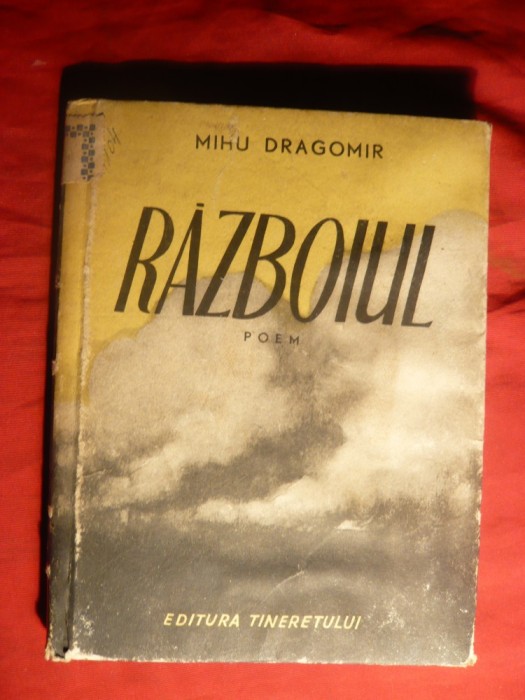 MIHU DRAGOMIR
RĂZBOIUL
POEM
EDITURA TINERETULUI